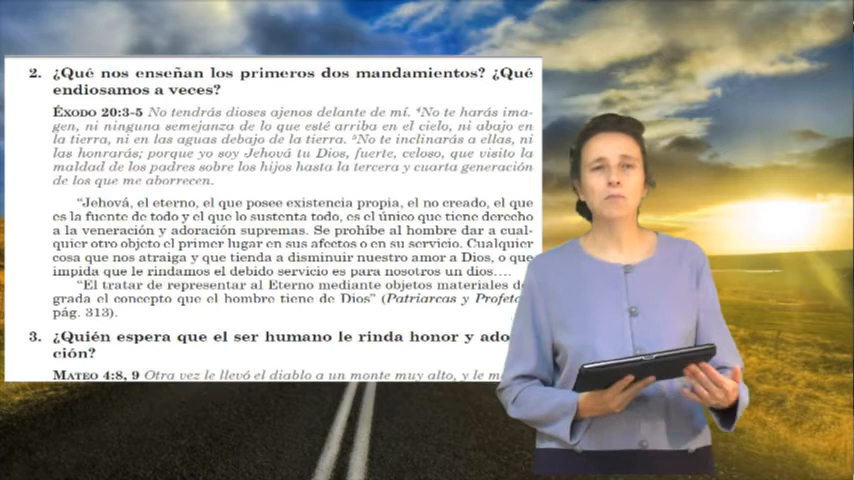 2. ¿Qué nos enseñan los primeros dos mandamientos? ¿Qué
endiosamos a veces?
ÉXODO 20:3-5 No tendrás dioses ajenos delante de mí. ⁴No te harás ima-
gen, ni ninguna semejanza de lo que esté arriba en el cielo, ni abajo en
la tierra, ni en las aguas debajo de la tierra. ⁵No te inclinarás a ellas, ni
las honrarás; porque yo soy Jehová tu Dios, fuerte, celoso, que visito la
maldad de los padres sobre los hijos hasta la tercera y cuarta generación
de los que me aborrecen.
"Jehová, el eterno, el que posee existencia propia, el no creado, el que
es la fuente de todo y el que lo sustenta todo, es el único que tiene derecho
a la veneración y adoración supremas. Se prohíbe al hombre dar a cual-
quier otro objeto el primer lugar en sus afectos o en su servicio. Cualquier
cosa que nos atraiga y que tienda a disminuir nuestro amor a Dios, o que
impida que le rindamos el debido servicio es para nosotros un dios....
"El tratar de representar al Eterno mediante objetos materiales de
grada el concepto que el hombre tiene de Dios" (Patriarcas y Profeta
pág. 313).
3. ¿Quién espera que el ser humano le rinda honor y ado
ción?
MATEO 4:8, 9 Otra vez le llevó el diablo a un monte muy alto, y le m